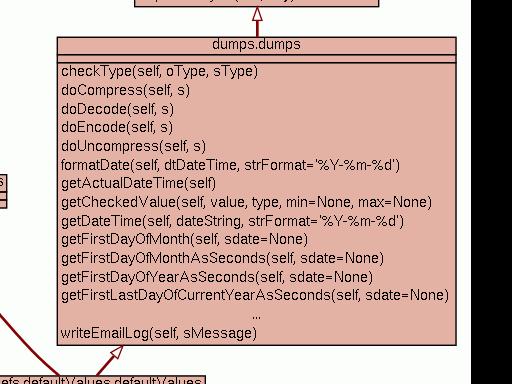 dumps.dumps
checkType(self, oType, sType)
doCompress(self, s)
doDecode(self, s)
doEncode(self, s)
doUncompress(self, s)
formatDate(self, dtDateTime, strFormat='%Y-%m-%d')
getActualDateTime(self)
getCheckedValue(self, value, type, min=None, max=None)
getDateTime(self, dateString, strFormat='%Y-%m-%d')
getFirstDayOfMonth(self, sdate=None)
getFirstDayOfMonthAsSeconds(self, sdate=None)
getFirstDayOfYearAsSeconds(self, sdate=None)
getFirstLastDayOfCurrentYearAsSeconds(self, sdate=None)
...
writeEmailLog(self, sMessage)
efs.defaultValues.defaultValues